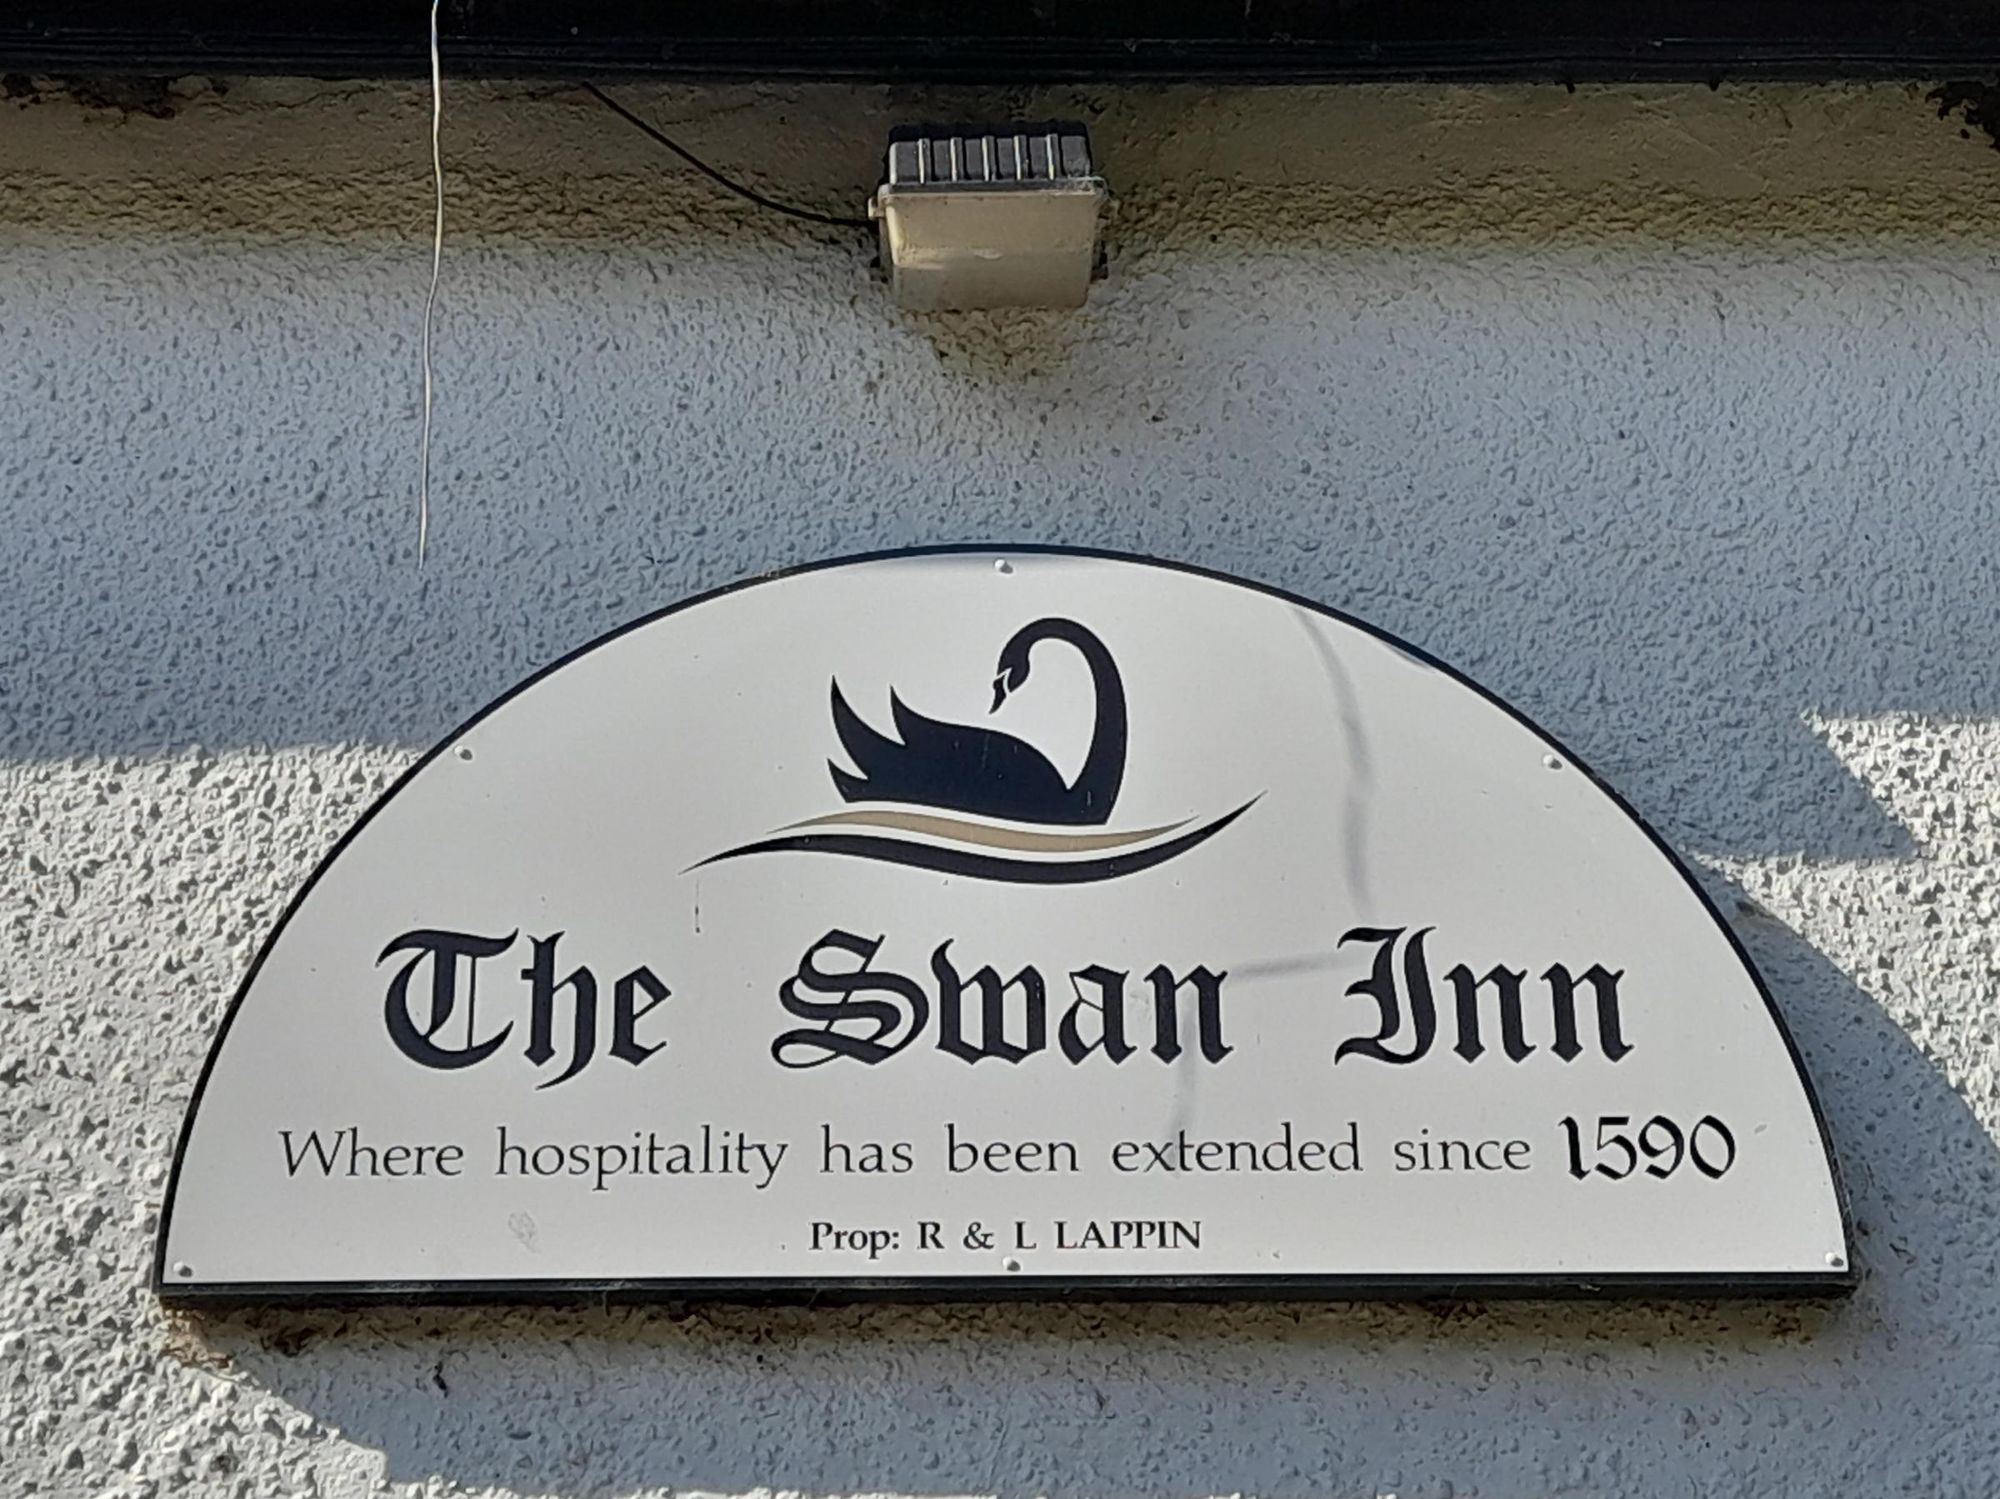 The Swan Inn
Where hospitality has been extended since 1590
Prop: R & L LAPPIN